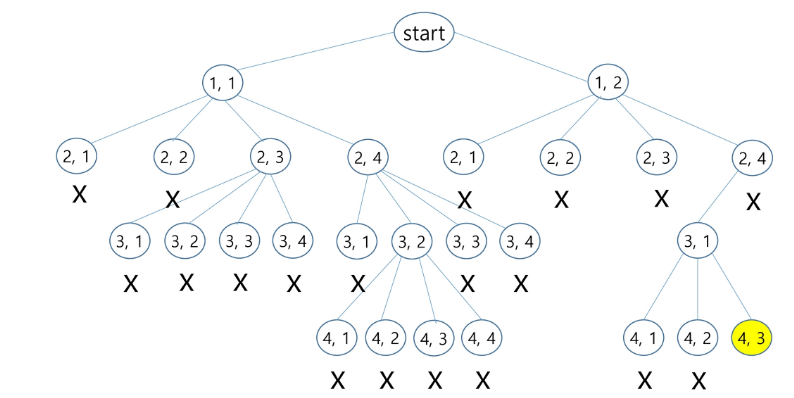 start
1, 1 1, 2
2, 1 2, 2 2, 3 2, 4 2, 1 2, 2 2, 3 2, 4
X X X X X X
3, 1 3, 2 3, 3 3, 4 3, 1 3, 2 3, 3 3, 4 3, 1
X X X X X X X
4, 1 4, 2 4, 3 4, 4 4, 1 4, 2 4, 3
X X X X X X